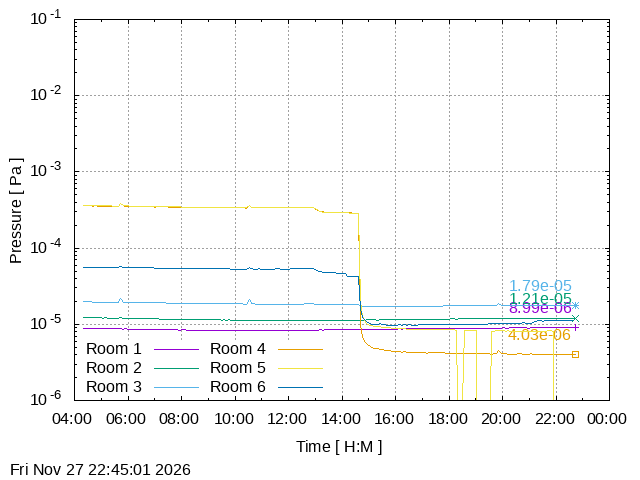 10^-1
10^-2
10^-3
10^-4
10^-5
10^-6
Pressure [ Pa ]
1.79e-05
1.21e-05
8.99e-06
4.03e-06
Room 1 Room 4
Room 2 Room 5
Room 3 Room 6
04:00 06:00 08:00 10:00 12:00 14:00 16:00 18:00 20:00 22:00 00:00
Time [ H:M ]
Fri Nov 27 22:45:01 2026